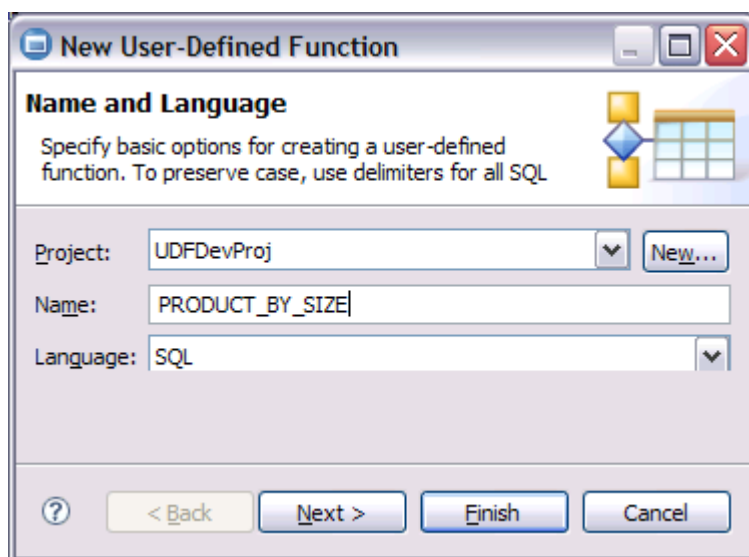 New User-Defined Function
Name and Language
Specify basic options for creating a user-defined
function. To preserve case, use delimiters for all SQL
Project: UDFDevProj New...
Name: PRODUCT_BY_SIZE
Language: SQL
? < Back Next > Finish Cancel